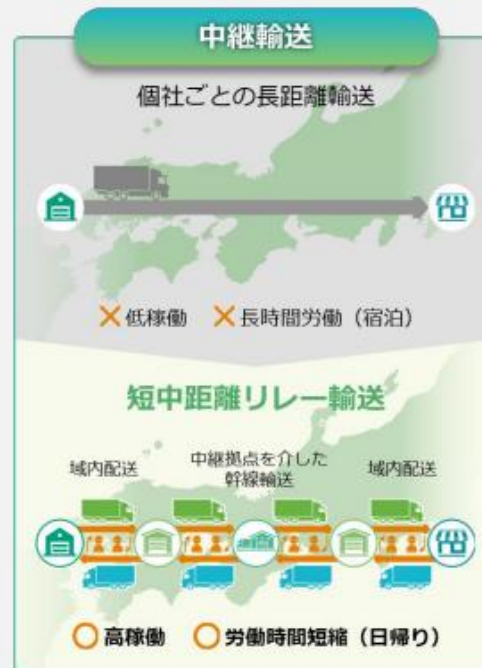 中継輸送
個社ごとの長距離輸送
×低稼働 ×長時間労働（宿泊）
短中距離リレー輸送
域内配送 中継拠点を介した 域内配送
幹線輸送
○高稼働 ○労働時間短縮（日帰り）